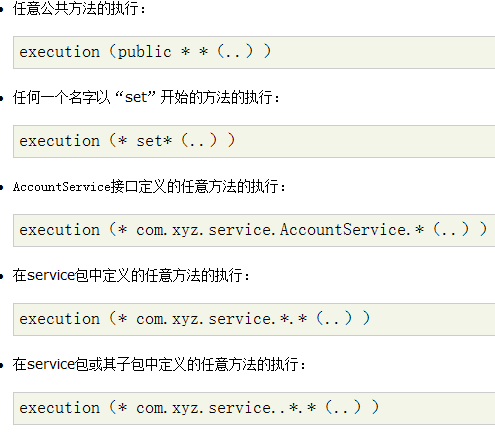 任意公共方法的执行：
execution（public * *（..））
任何一个名字以“set”开始的方法的执行：
execution（* set*（..））
AccountService接口定义的任意方法的执行：
execution（* com.xyz.service.AccountService.*（..））
在service包中定义的任意方法的执行：
execution（* com.xyz.service.*.*（..））
在service包或其子包中定义的任意方法的执行：
execution（* com.xyz.service..*.*（..））